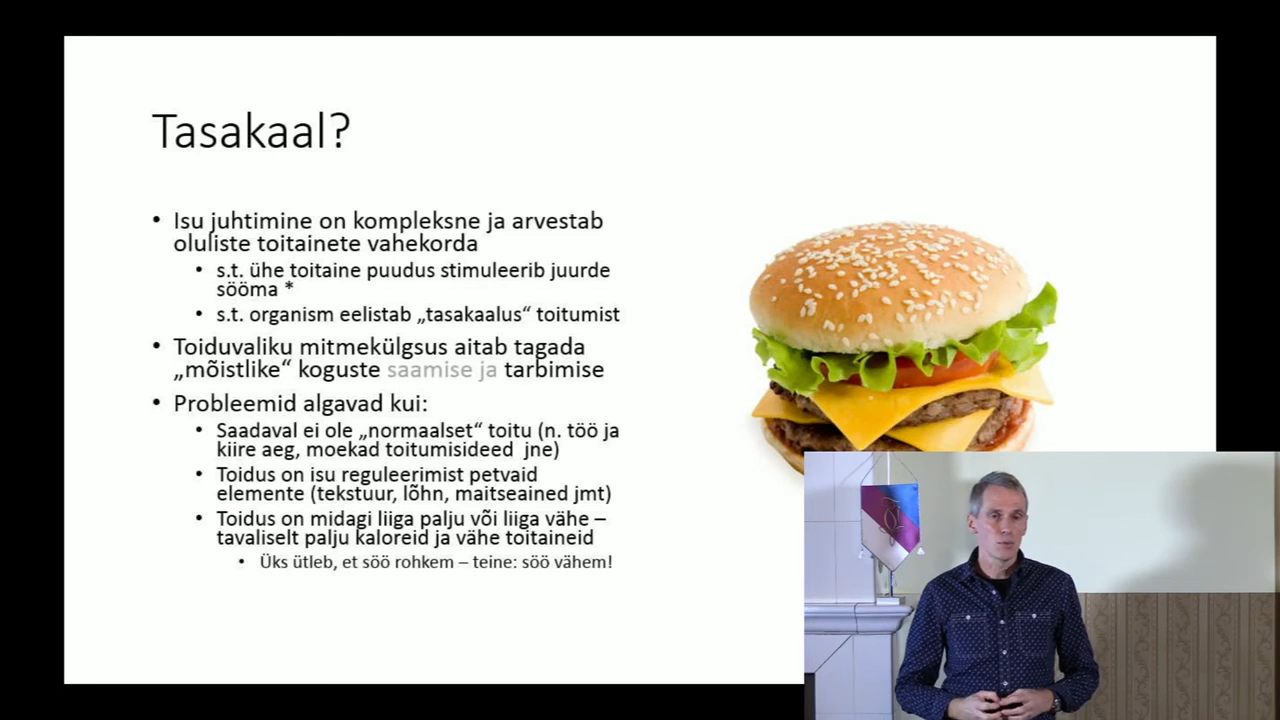 Tasakaal?
• Isu juhtimine on kompleksne ja arvestab
oluliste toitainete vahekorda
• s.t. ühe toitaine puudus stimuleerib juurde
sööma *
• s.t. organism eelistab „tasakaalus“ toitumist
• Toiduvaliku mitmekülgsus aitab tagada
„mõistlike“ koguste saamise ja tarbimise
• Probleemid algavad kui:
• Saadaval ei ole „normaalset“ toitu (n. töö ja
kiire aeg, moekad toitumisideed jne)
• Toidus on isu reguleerimist petvaid
elemente (tekstuur, lõhn, maitseained jmt)
• Toidus on midagi liiga palju või liiga vähe –
tavaliselt palju kaloreid ja vähe toitaineid
• Üks ütleb, et söö rohkem – teine: söö vähem!